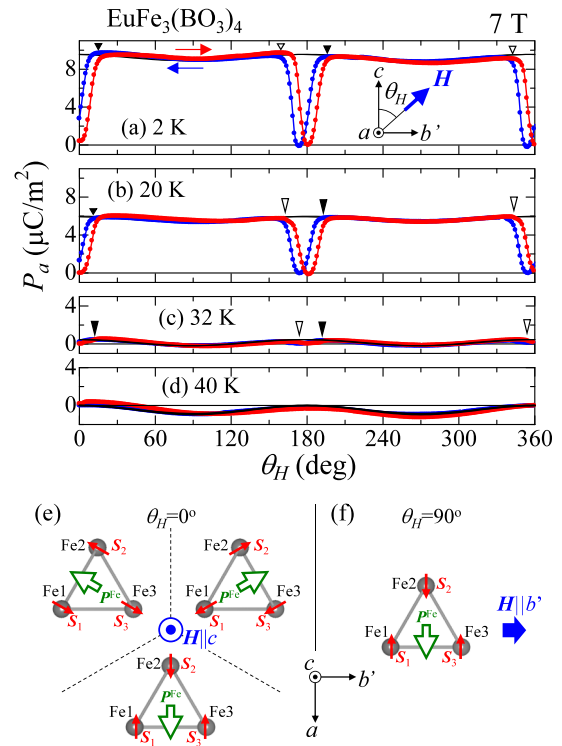 EuFe3(BO3)4 7 T
8
4
0
c
H
θH
a
b'
(a) 2 K
Pa (μC/m²)
8
4
0
(b) 20 K
4
0
(c) 32 K
4
0
(d) 40 K
0 60 120 180 240 300 360
θH (deg)
(e) θH=0° (f) θH=90°
Fe2 S2 Fe2 S2
Fe1 PFe Fe3 Fe1 PFe Fe3
S1 S3 S1 S3
H||c
Fe2 S2
Fe1 PFe Fe3
S1 S3
Fe2 S2
Fe1 PFe Fe3
S1 S3
H||b'
c
b'
a